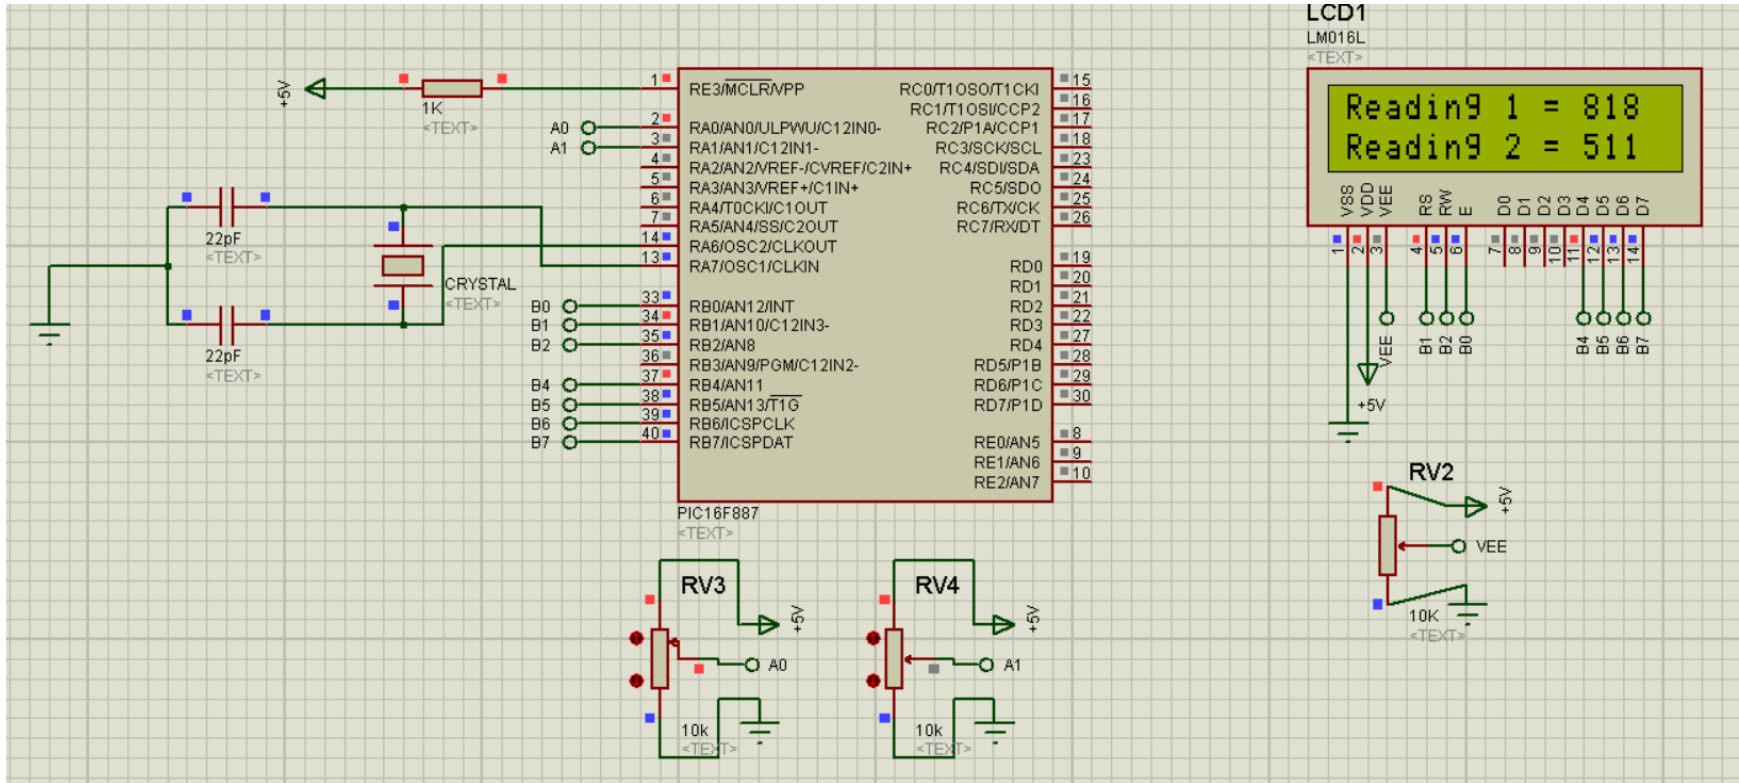 LCD1
LM016L
<TEXT>
Reading 1 = 818
Reading 2 = 511
VSS VDD VEE RS RW E D0 D1 D2 D3 D4 D5 D6 D7
1 2 3 4 5 6 7 8 9 10 11 12 13 14
VEE B1 B2 B0 B4 B5 B6 B7
+5V
+5V
1K
<TEXT>
A0
A1
22pF
<TEXT>
CRYSTAL
<TEXT>
22pF
<TEXT>
B0
B1
B2
B4
B5
B6
B7
1 RE3/MCLR/VPP
2 RA0/AN0/ULPWU/C12IN0-
3 RA1/AN1/C12IN1-
4 RA2/AN2/VREF-/CVREF/C2IN+
5 RA3/AN3/VREF+/C1IN+
6 RA4/T0CKI/C1OUT
7 RA5/AN4/SS/C2OUT
14 RA6/OSC2/CLKOUT
13 RA7/OSC1/CLKIN
33 RB0/AN12/INT
34 RB1/AN10/C12IN3-
35 RB2/AN8
36 RB3/AN9/PGM/C12IN2-
37 RB4/AN11
38 RB5/AN13/T1G
39 RB6/ICSPCLK
40 RB7/ICSPDAT
RC0/T1OSO/T1CKI 15
RC1/T1OSI/CCP2 16
RC2/P1A/CCP1 17
RC3/SCK/SCL 18
RC4/SDI/SDA 23
RC5/SDO 24
RC6/TX/CK 25
RC7/RX/DT 26
RD0 19
RD1 20
RD2 21
RD3 22
RD4 27
RD5/P1B 28
RD6/P1C 29
RD7/P1D 30
RE0/AN5 8
RE1/AN6 9
RE2/AN7 10
PIC16F887
<TEXT>
RV3
+5V
A0
10k
<TEXT>
RV4
+5V
A1
10k
<TEXT>
RV2
+5V
VEE
10K
<TEXT>